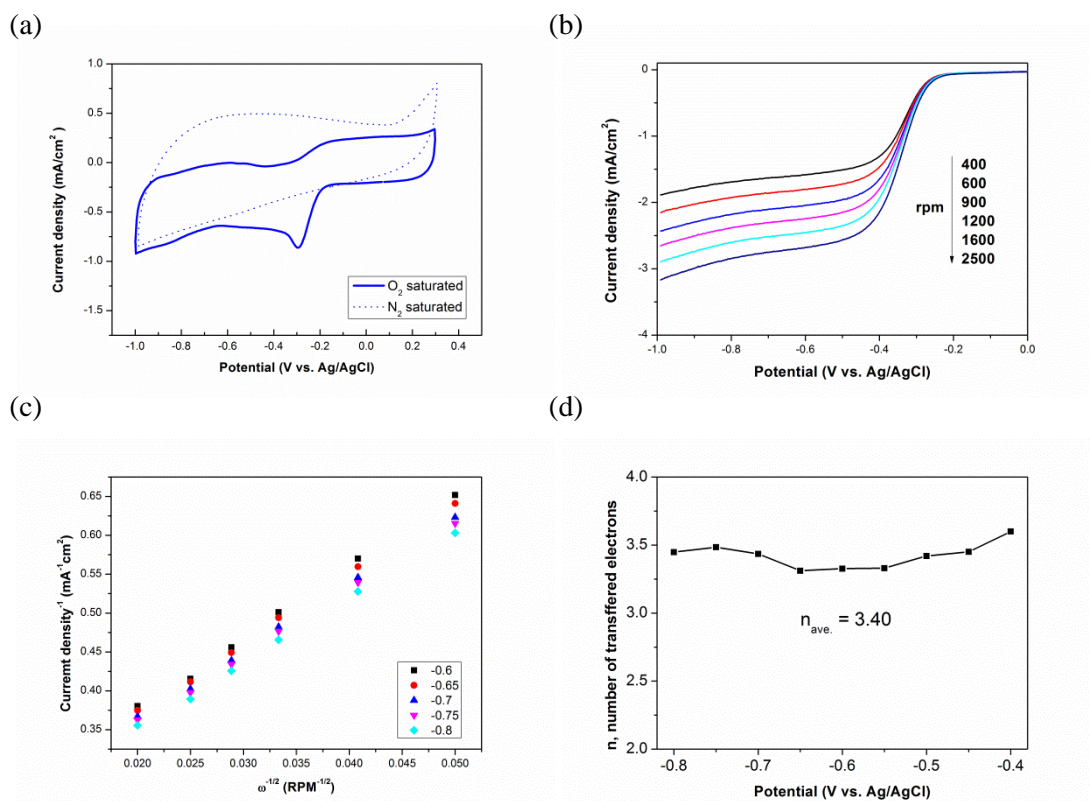 (a)
1.0
0.5
0.0
-0.5
-1.0
-1.5
Current density (mA/cm²)
O₂ saturated
N₂ saturated
-1.0 -0.8 -0.6 -0.4 -0.2 0.0 0.2 0.4
Potential (V vs. Ag/AgCl)
(b)
0
-1
-2
-3
-4
Current density (mA/cm²)
rpm
400
600
900
1200
1600
2500
-1.0 -0.8 -0.6 -0.4 -0.2 0.0
Potential (V vs. Ag/AgCl)
(c)
0.65
0.60
0.55
0.50
0.45
0.40
0.35
Curremt density⁻¹ (mA⁻¹cm²)
-0.6
-0.65
-0.7
-0.75
-0.8
0.020 0.025 0.030 0.035 0.040 0.045 0.050
ω⁻¹/² (RPM⁻¹/²)
(d)
4.0
3.5
3.0
2.5
2.0
n, number of transffered electrons
nave. = 3.40
-0.8 -0.7 -0.6 -0.5 -0.4
Potential (V vs. Ag/AgCl)